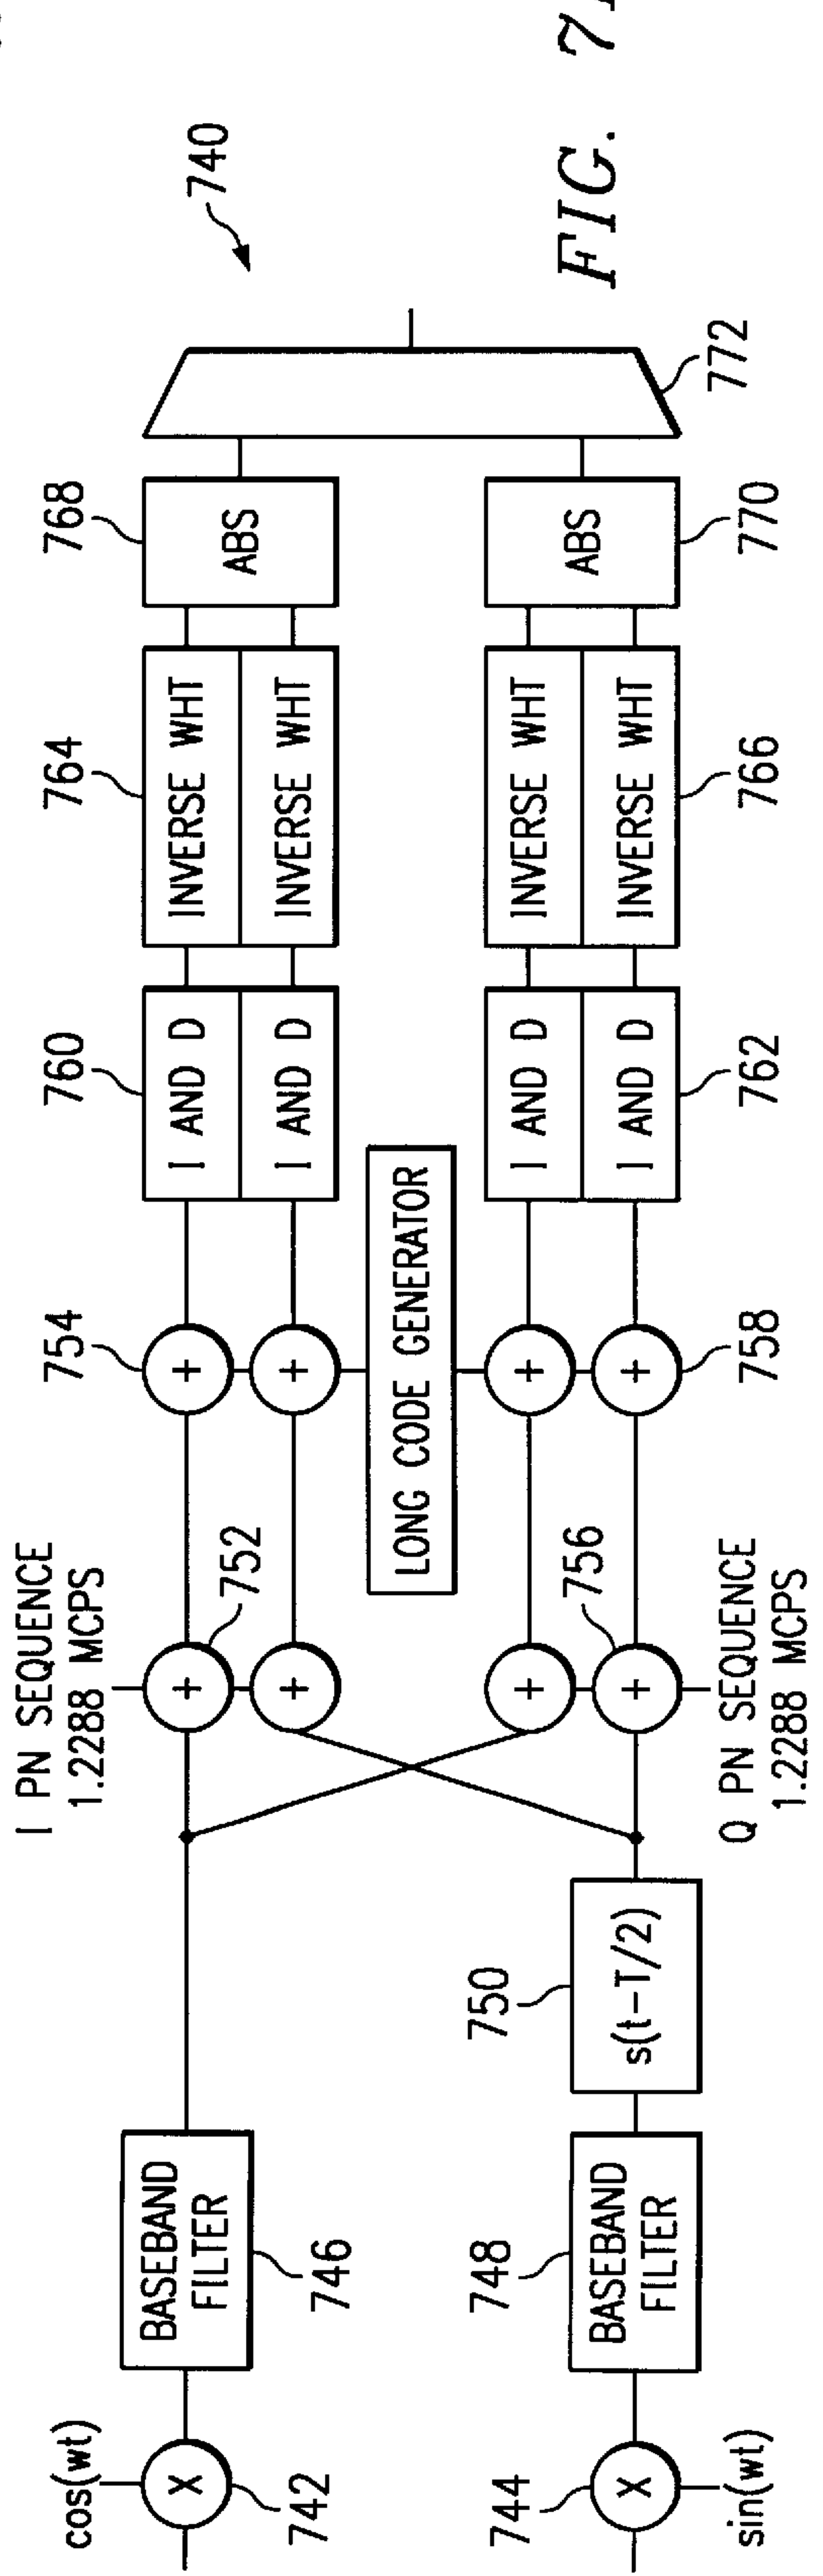 740
FIG. 7
cos(wt)
742
BASEBAND
FILTER
746
I PN SEQUENCE
1.2288 MCPS
752
754
760
I AND D
I AND D
764
INVERSE WHT
INVERSE WHT
768
ABS
772
LONG CODE GENERATOR
744
sin(wt)
748
BASEBAND
FILTER
750
s(t-T/2)
756
Q PN SEQUENCE
1.2288 MCPS
758
I AND D
I AND D
762
INVERSE WHT
INVERSE WHT
766
ABS
770
X
X
+
+
+
+
+
+
+
+